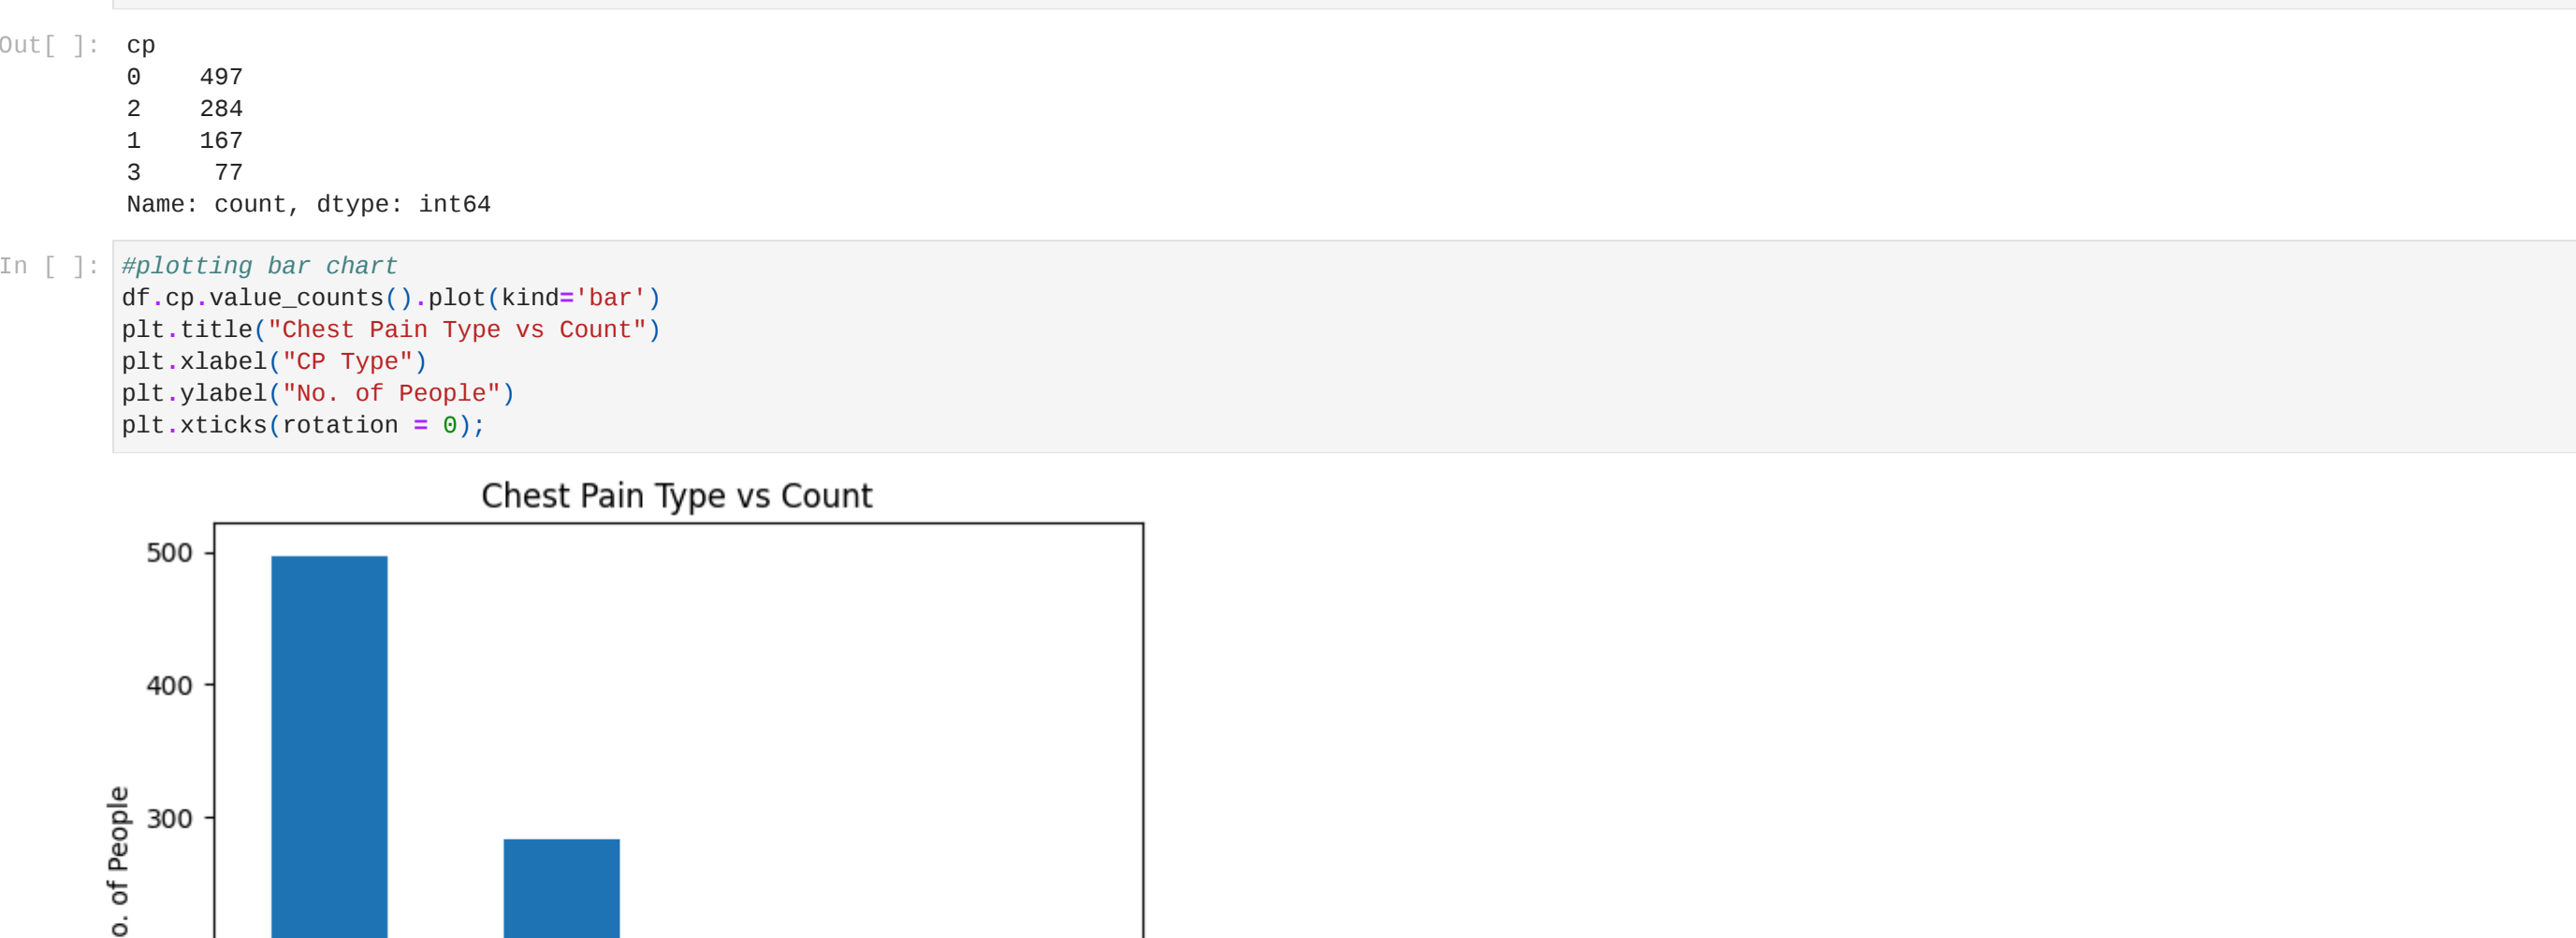 Out[ ]:
cp
0    497
2    284
1    167
3     77
Name: count, dtype: int64
In [ ]:
#plotting bar chart
df.cp.value_counts().plot(kind='bar')
plt.title("Chest Pain Type vs Count")
plt.xlabel("CP Type")
plt.ylabel("No. of People")
plt.xticks(rotation = 0);
Chest Pain Type vs Count
500
400
300
of People